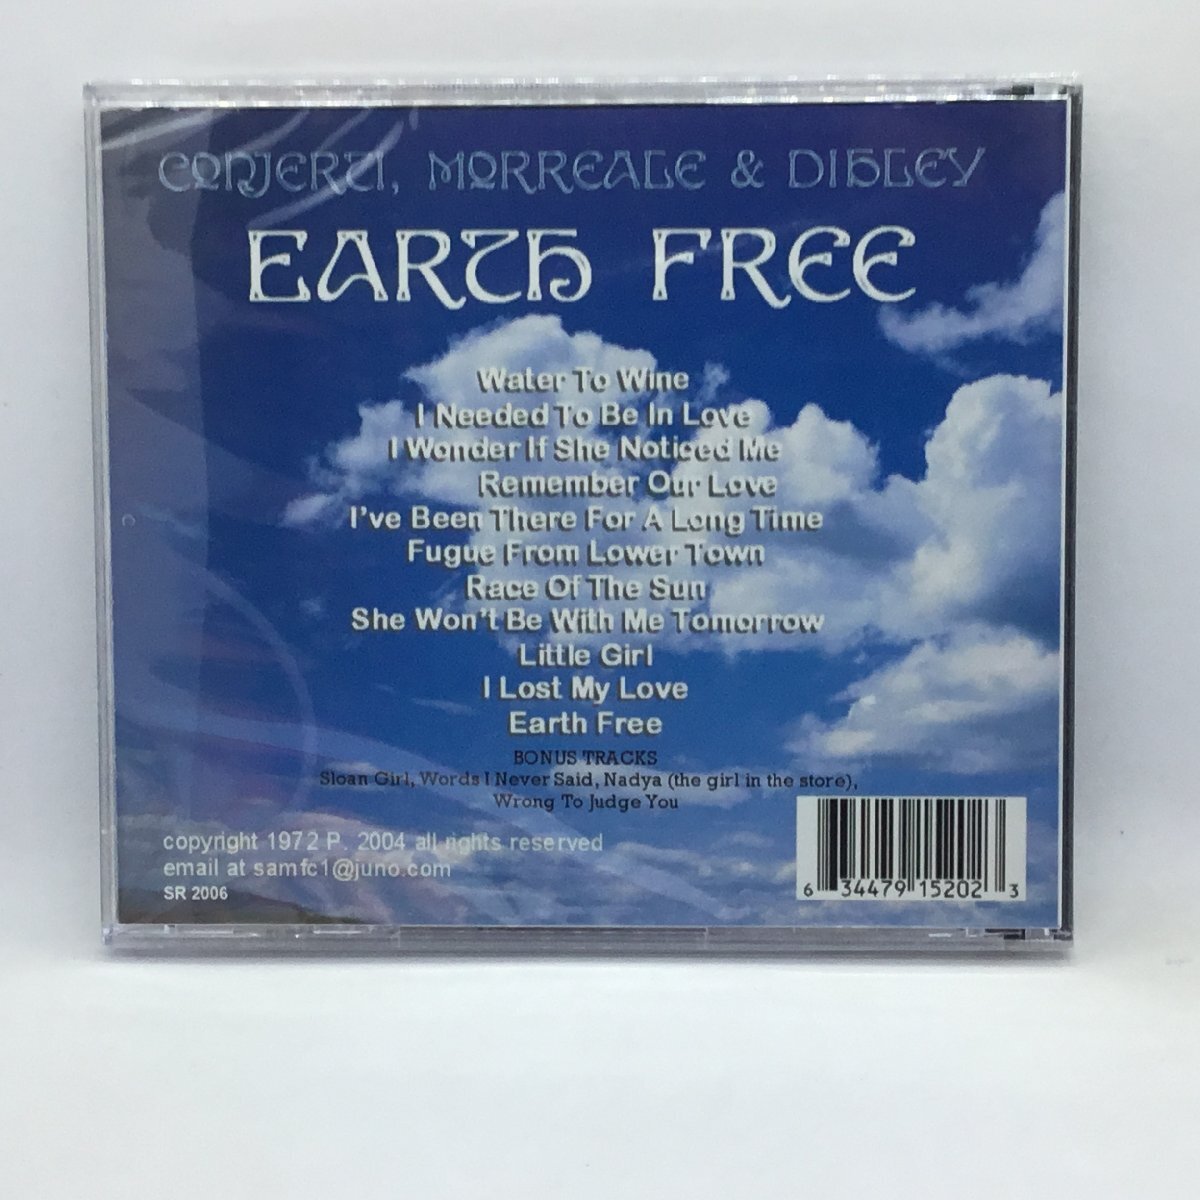 CONJERTI, MORREALE & DIBLEY
EARTH FREE
Water To Wine
I Needed To Be In Love
I Wonder If She Noticed Me
Remember Our Love
I've Been There For A Long Time
Fugue From Lower Town
Race Of The Sun
She Won't Be With Me Tomorrow
Little Girl
I Lost My Love
Earth Free
BONUS TRACKS
Sloan Girl, Words I Never Said, Nadya (the girl in the store),
Wrong To Judge You
copyright 1972 P. 2004 all rights reserved
email at samfc1@juno.com
SR 2006
6 34479 15202 3